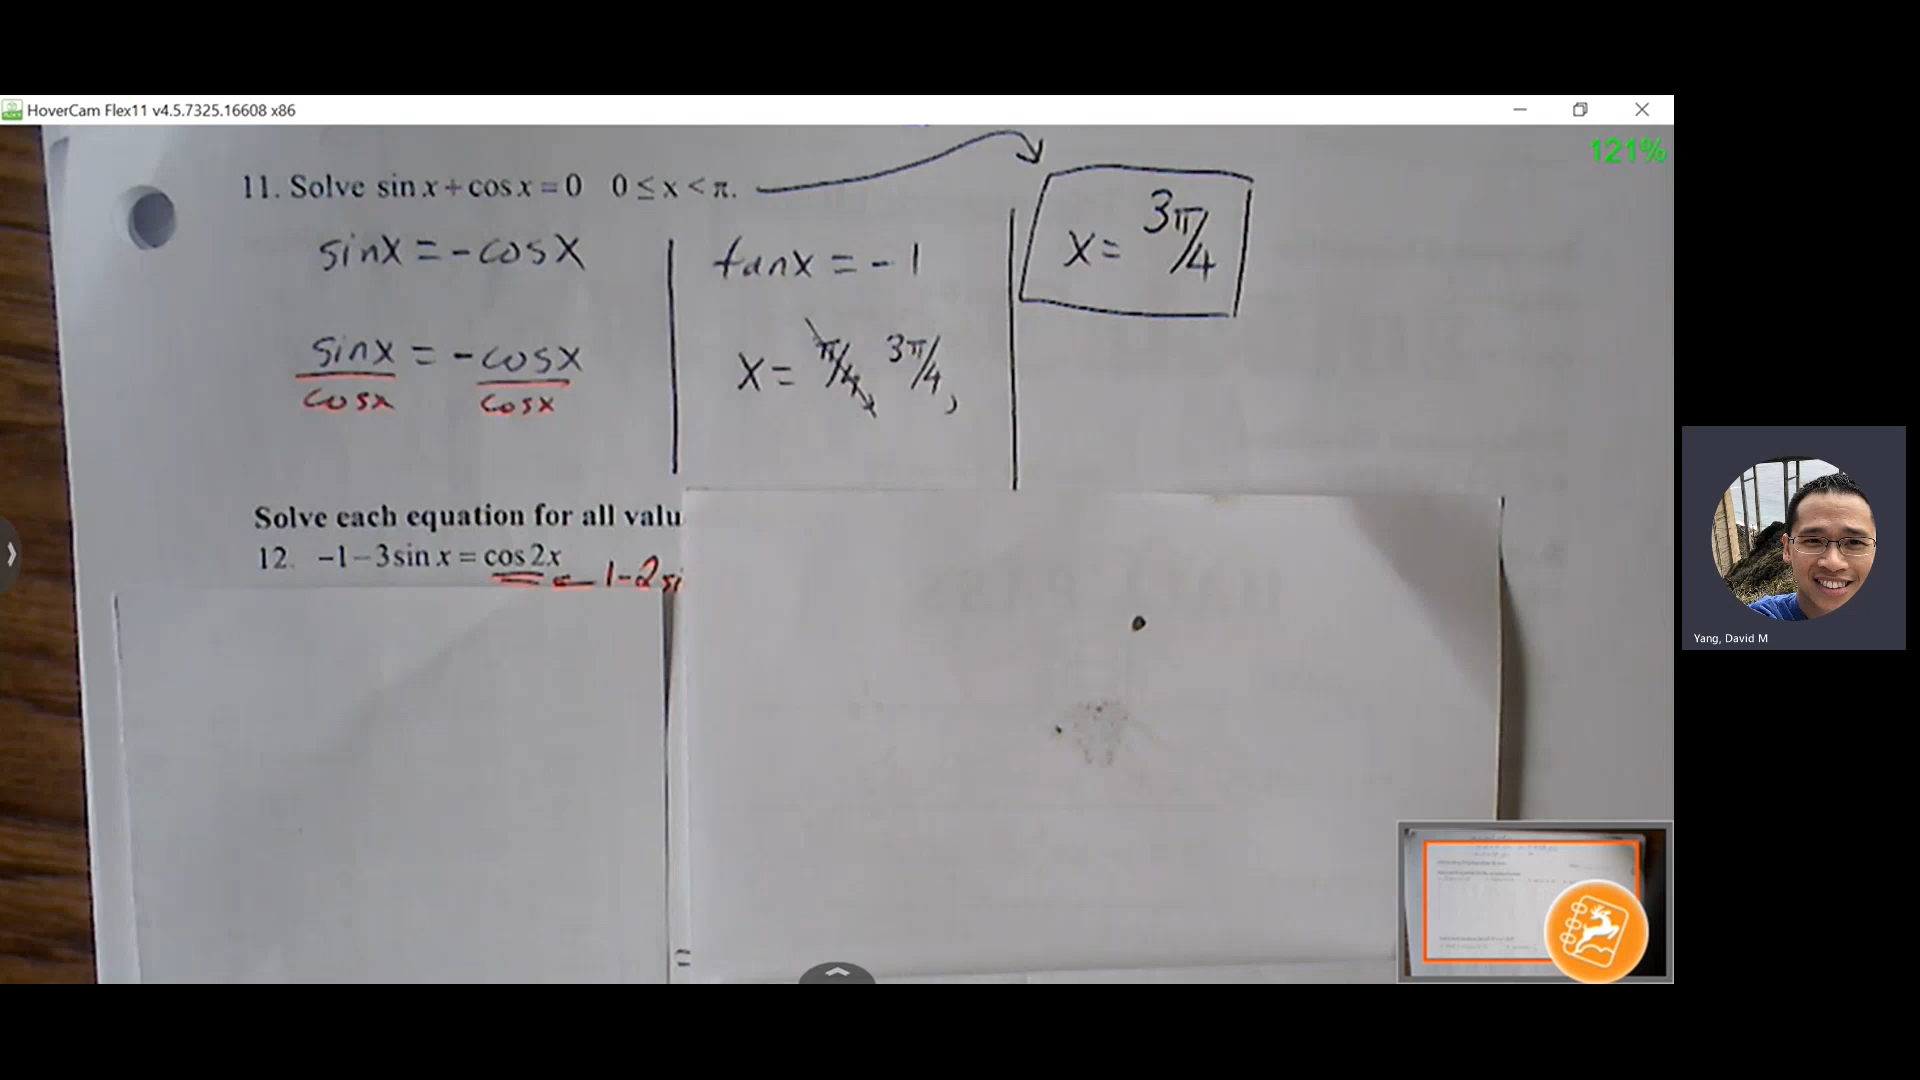 HoverCam Flex11 v4.5.7325.16608 x86
121%
11. Solve sin x + cos x = 0 0 ≤ x < π.
x = 3π/4
sinx = -cosx
tanx = -1
sinx/cosx = -cosx/cosx
x = π/4 3π/4,
Solve each equation for all valu
12. -1-3sin x = cos 2x
1-2si
=
Yang, David M